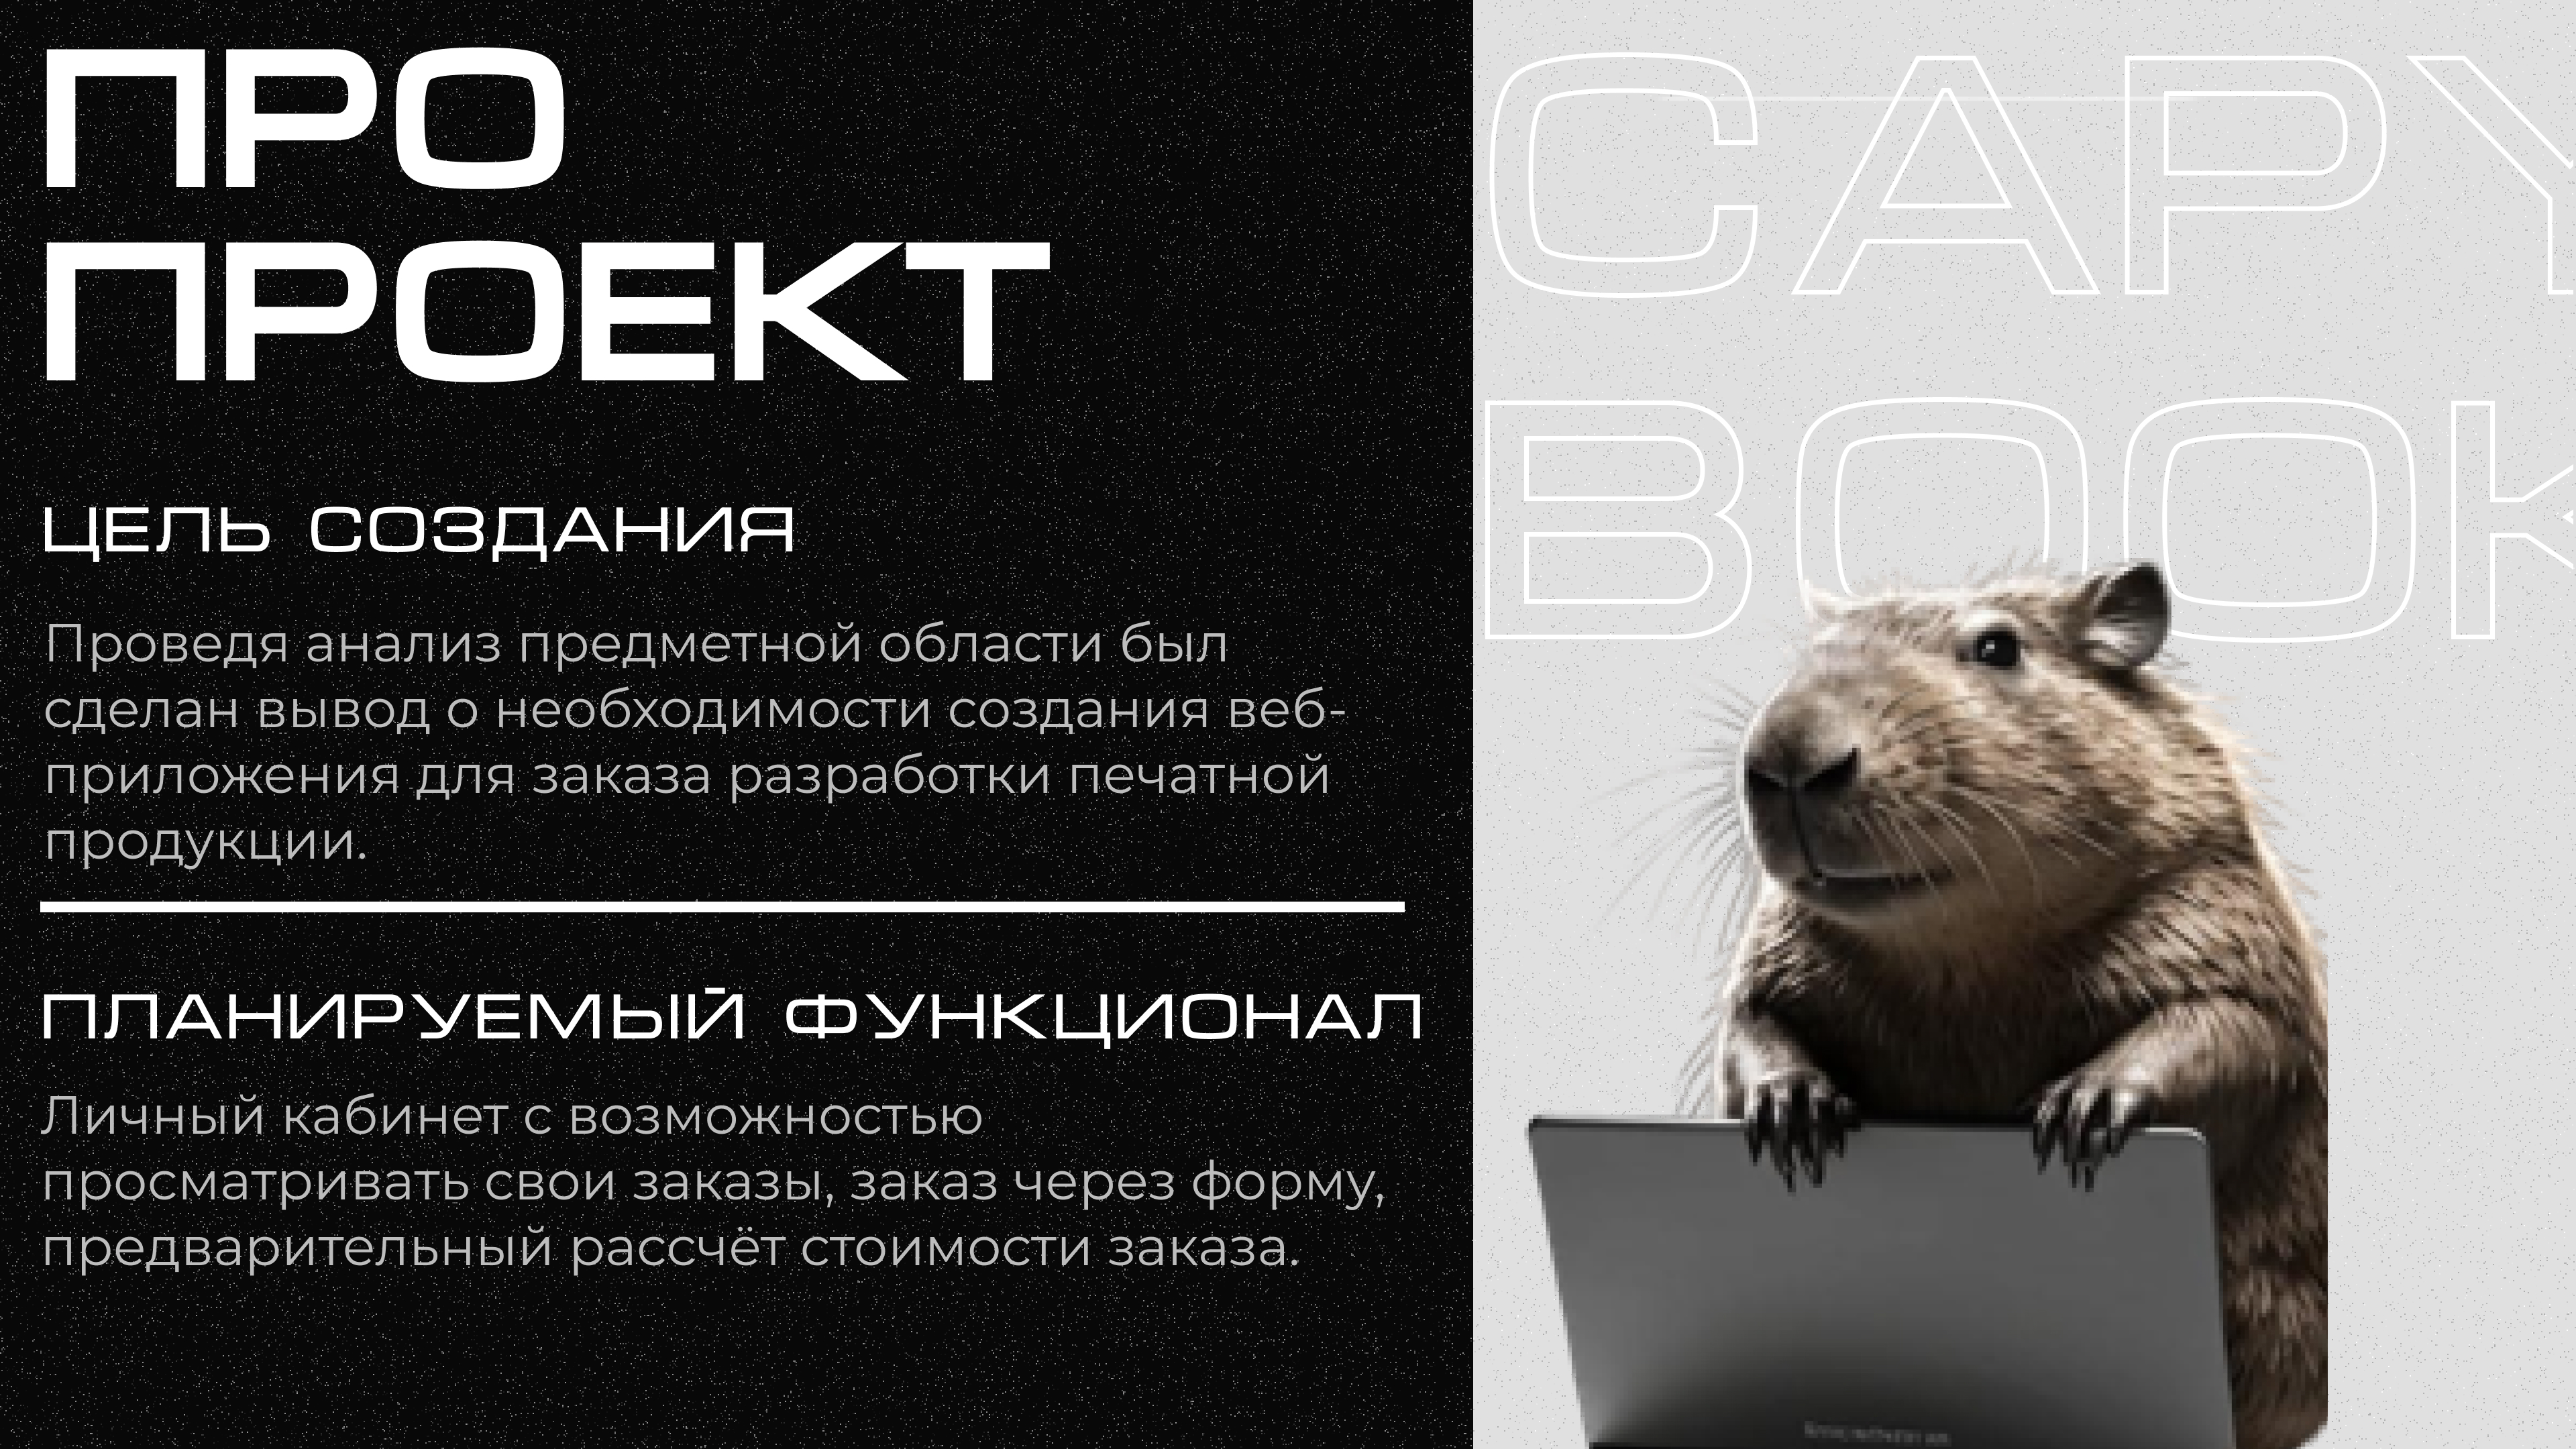 ПРО
ПРОЕКТ
ЦЕЛЬ СОЗДАНИЯ
Проведя анализ предметной области был
сделан вывод о необходимости создания веб-
приложения для заказа разработки печатной
продукции.
ПЛАНИРУЕМЫЙ ФУНКЦИОНАЛ
Личный кабинет с возможностью
просматривать свои заказы, заказ через форму,
предварительный рассчёт стоимости заказа.
CAPY
BOOK